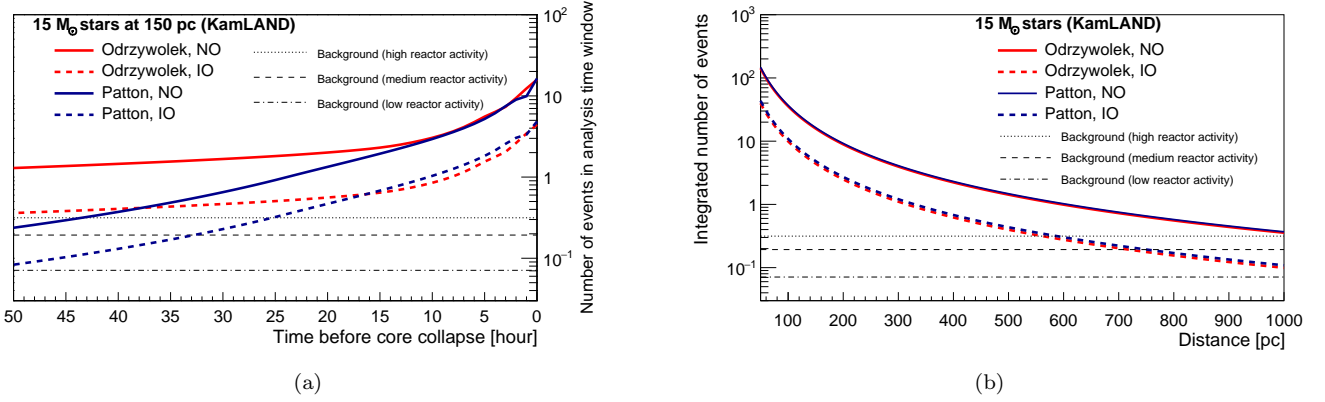 15 M☉ stars at 150 pc (KamLAND)
Odrzywolek, NO
Odrzywolek, IO
Patton, NO
Patton, IO
Background (high reactor activity)
Background (medium reactor activity)
Background (low reactor activity)
10²
10
1
10⁻¹
Number of events in analysis time window
50 45 40 35 30 25 20 15 10 5 0
Time before core collapse [hour]
(a)
15 M☉ stars (KamLAND)
Odrzywolek, NO
Odrzywolek, IO
Patton, NO
Patton, IO
Background (high reactor activity)
Background (medium reactor activity)
Background (low reactor activity)
Integrated number of events
10³
10²
10
1
10⁻¹
100 200 300 400 500 600 700 800 900 1000
Distance [pc]
(b)